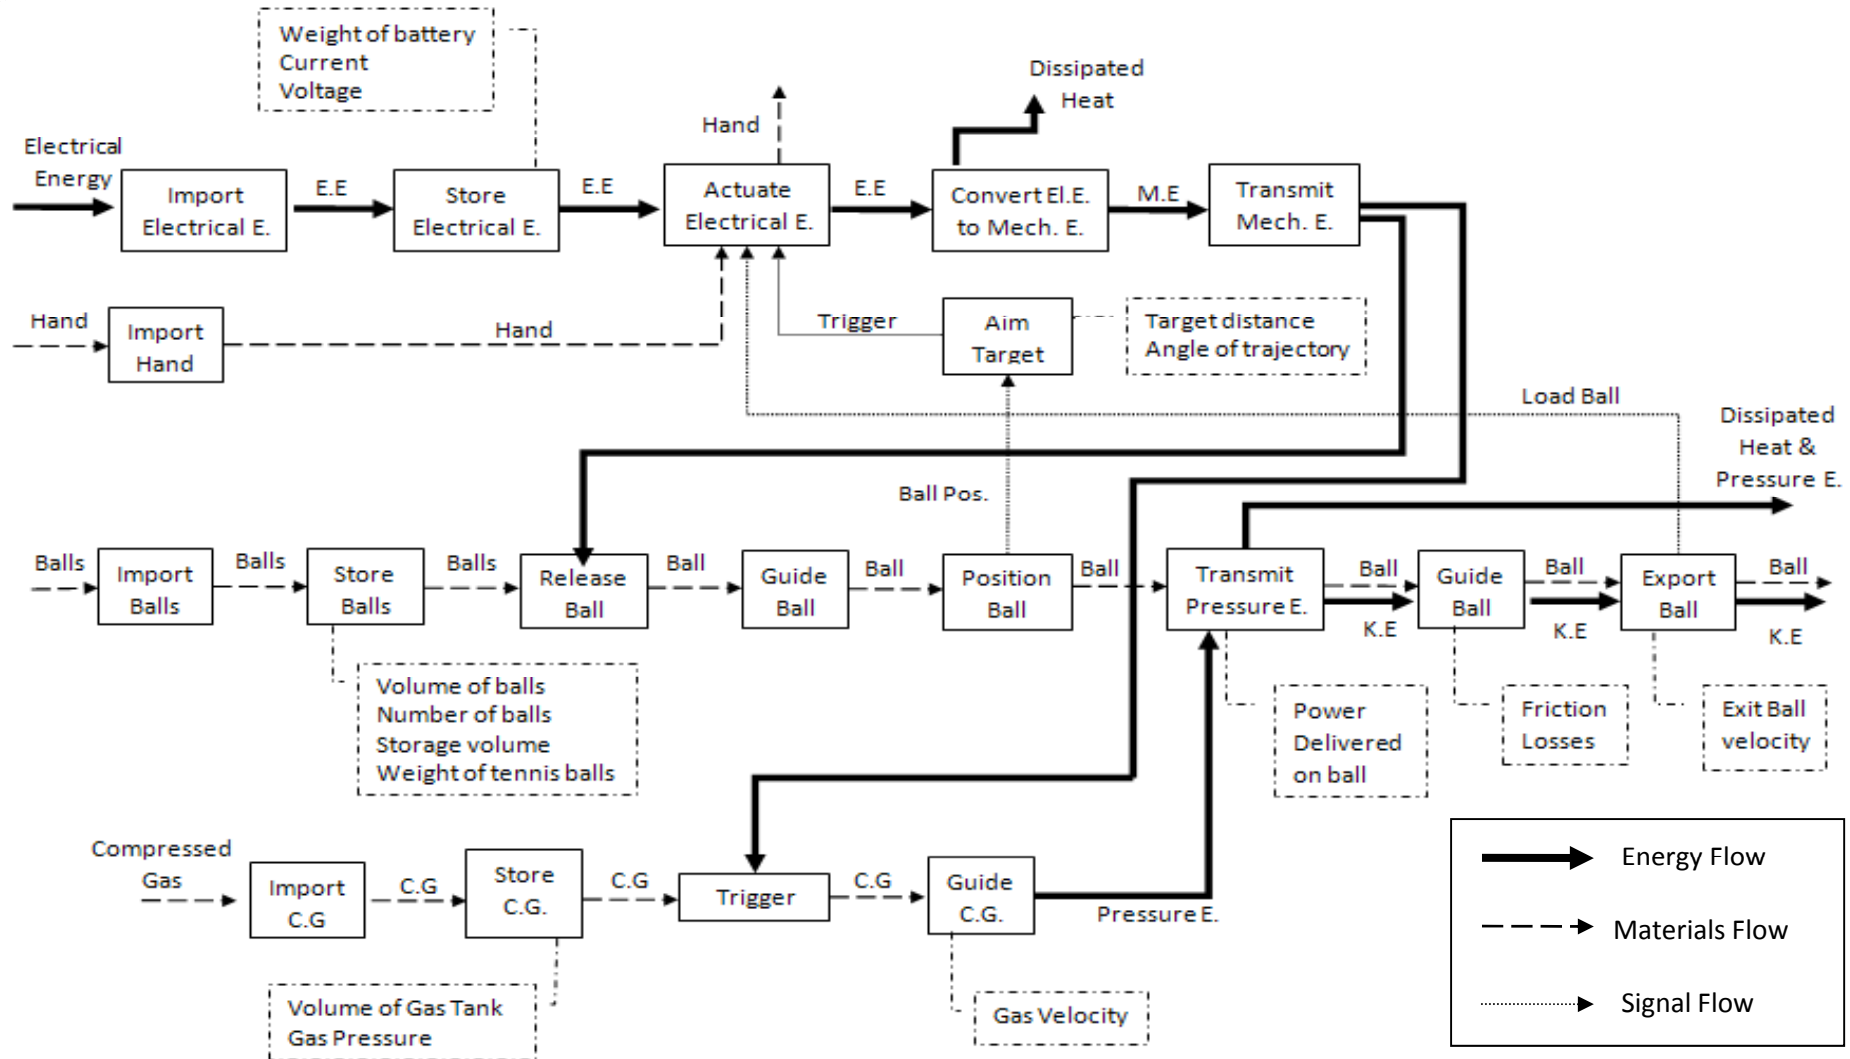 Weight of battery
Current
Voltage
Dissipated
Heat
Hand
Electrical
Energy
Import
Electrical E.
E.E
Store
Electrical E.
E.E
Actuate
Electrical E.
E.E
Convert El.E.
to Mech. E.
M.E
Transmit
Mech. E.
Hand
Import
Hand
Hand
Trigger
Aim
Target
Target distance
Angle of trajectory
Load Ball
Dissipated
Heat &
Pressure E.
Ball Pos.
Balls
Import
Balls
Balls
Store
Balls
Balls
Release
Ball
Ball
Guide
Ball
Ball
Position
Ball
Ball
Transmit
Pressure E.
Ball
K.E
Guide
Ball
Ball
K.E
Export
Ball
Ball
K.E
Volume of balls
Number of balls
Storage volume
Weight of tennis balls
Power
Delivered
on ball
Friction
Losses
Exit Ball
velocity
Compressed
Gas
Import
C.G
C.G
Store
C.G.
C.G
Trigger
C.G
Guide
C.G.
Pressure E.
Volume of Gas Tank
Gas Pressure
Gas Velocity
Energy Flow
Materials Flow
Signal Flow